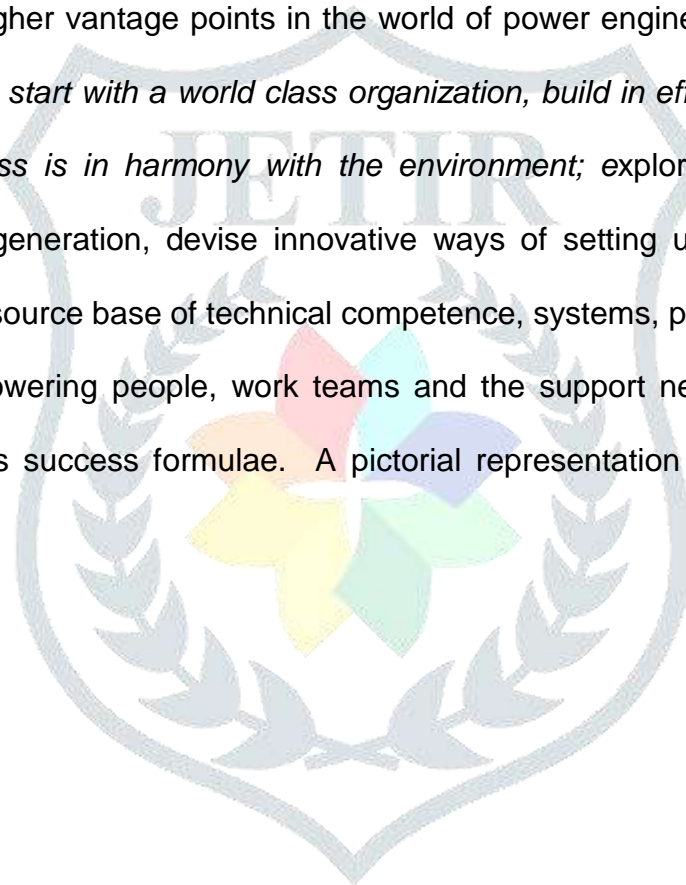 gher vantage points in the world of power engine
start with a world class organization, build in eff
ss is in harmony with the environment; explor
JETIR
generation, devise innovative ways of setting u
source base of technical competence, systems, p
owering people, work teams and the support ne
s success formulae. A pictorial representation